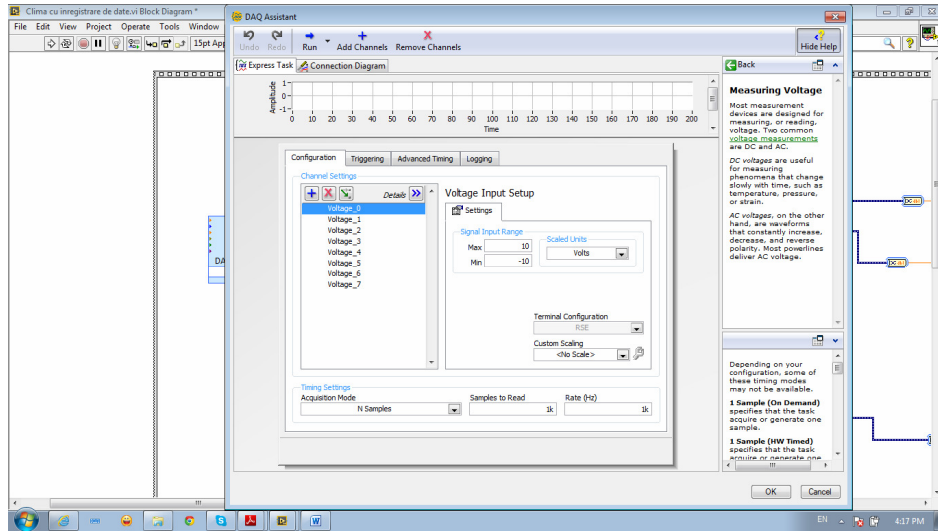 Clima cu inregistrare de date.vi Block Diagram *
File Edit View Project Operate Tools Window
15pt App
DAQ Assistant
Undo Redo Run Add Channels Remove Channels Hide Help
Express Task Connection Diagram
Amplitude
1
0
-1
0 10 20 30 40 50 60 70 80 90 100 110 120 130 140 150 160 170 180 190 200
Time
Configuration Triggering Advanced Timing Logging
Channel Settings
Details
Voltage_0
Voltage_1
Voltage_2
Voltage_3
Voltage_4
Voltage_5
Voltage_6
Voltage_7
Voltage Input Setup
Settings
Signal Input Range
Max 10
Min -10
Scaled Units
Volts
Terminal Configuration
RSE
Custom Scaling
<No Scale>
Timing Settings
Acquisition Mode Samples to Read Rate (Hz)
N Samples 1k 1k
Back
Measuring Voltage
Most measurement
devices are designed for
measuring, or reading,
voltage. Two common
voltage measurements
are DC and AC.
DC voltages are useful
for measuring
phenomena that change
slowly with time, such as
temperature, pressure,
or strain.
AC voltages, on the other
hand, are waveforms
that constantly increase,
decrease, and reverse
polarity. Most powerlines
deliver AC voltage.
Depending on your
configuration, some of
these timing modes
may not be available.
1 Sample (On Demand)
specifies that the task
acquire or generate one
sample.
1 Sample (HW Timed)
specifies that the task
acquire or generate one
OK Cancel
DA
EN 4:17 PM